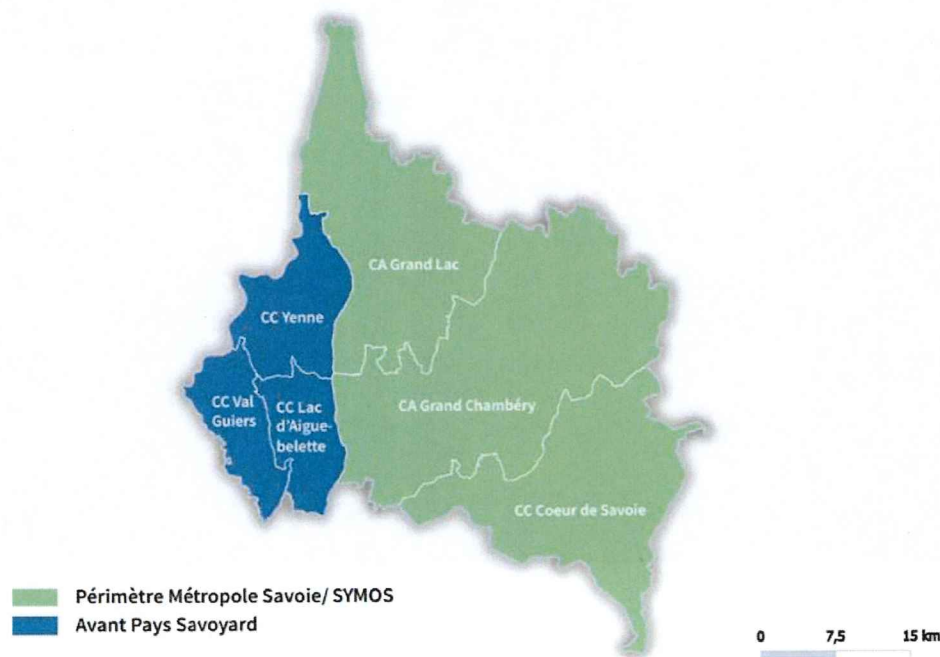 CA Grand Lac
CC Yenne
CC Val
Guiers
CC Lac
d'Aigue-
belette
CA Grand Chambéry
CC Coeur de Savoie
Périmètre Métropole Savoie/ SYMOS
Avant Pays Savoyard
0 7,5 15 km